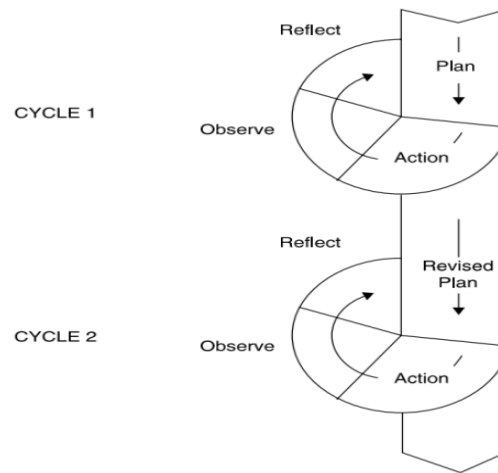 Reflect
Plan
CYCLE 1
Observe
Action
Reflect
Revised
Plan
CYCLE 2
Observe
Action